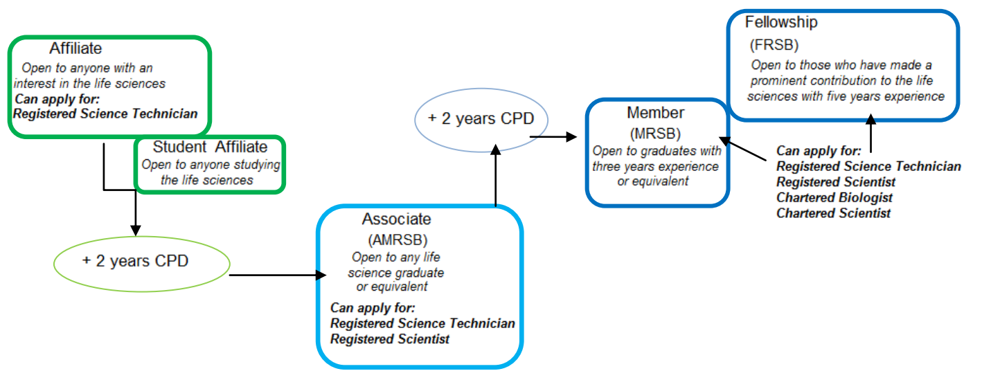 Affiliate
Open to anyone with an
interest in the life sciences
Can apply for:
Registered Science Technician
Student Affiliate
Open to anyone studying
the life sciences
+ 2 years CPD
Associate
(AMRSB)
Open to any life
science graduate
or equivalent
Can apply for:
Registered Science Technician
Registered Scientist
+ 2 years CPD
Member
(MRSB)
Open to graduates with
three years experience
or equivalent
Fellowship
(FRSB)
Open to those who have made a
prominent contribution to the life
sciences with five years experience
Can apply for:
Registered Science Technician
Registered Scientist
Chartered Biologist
Chartered Scientist